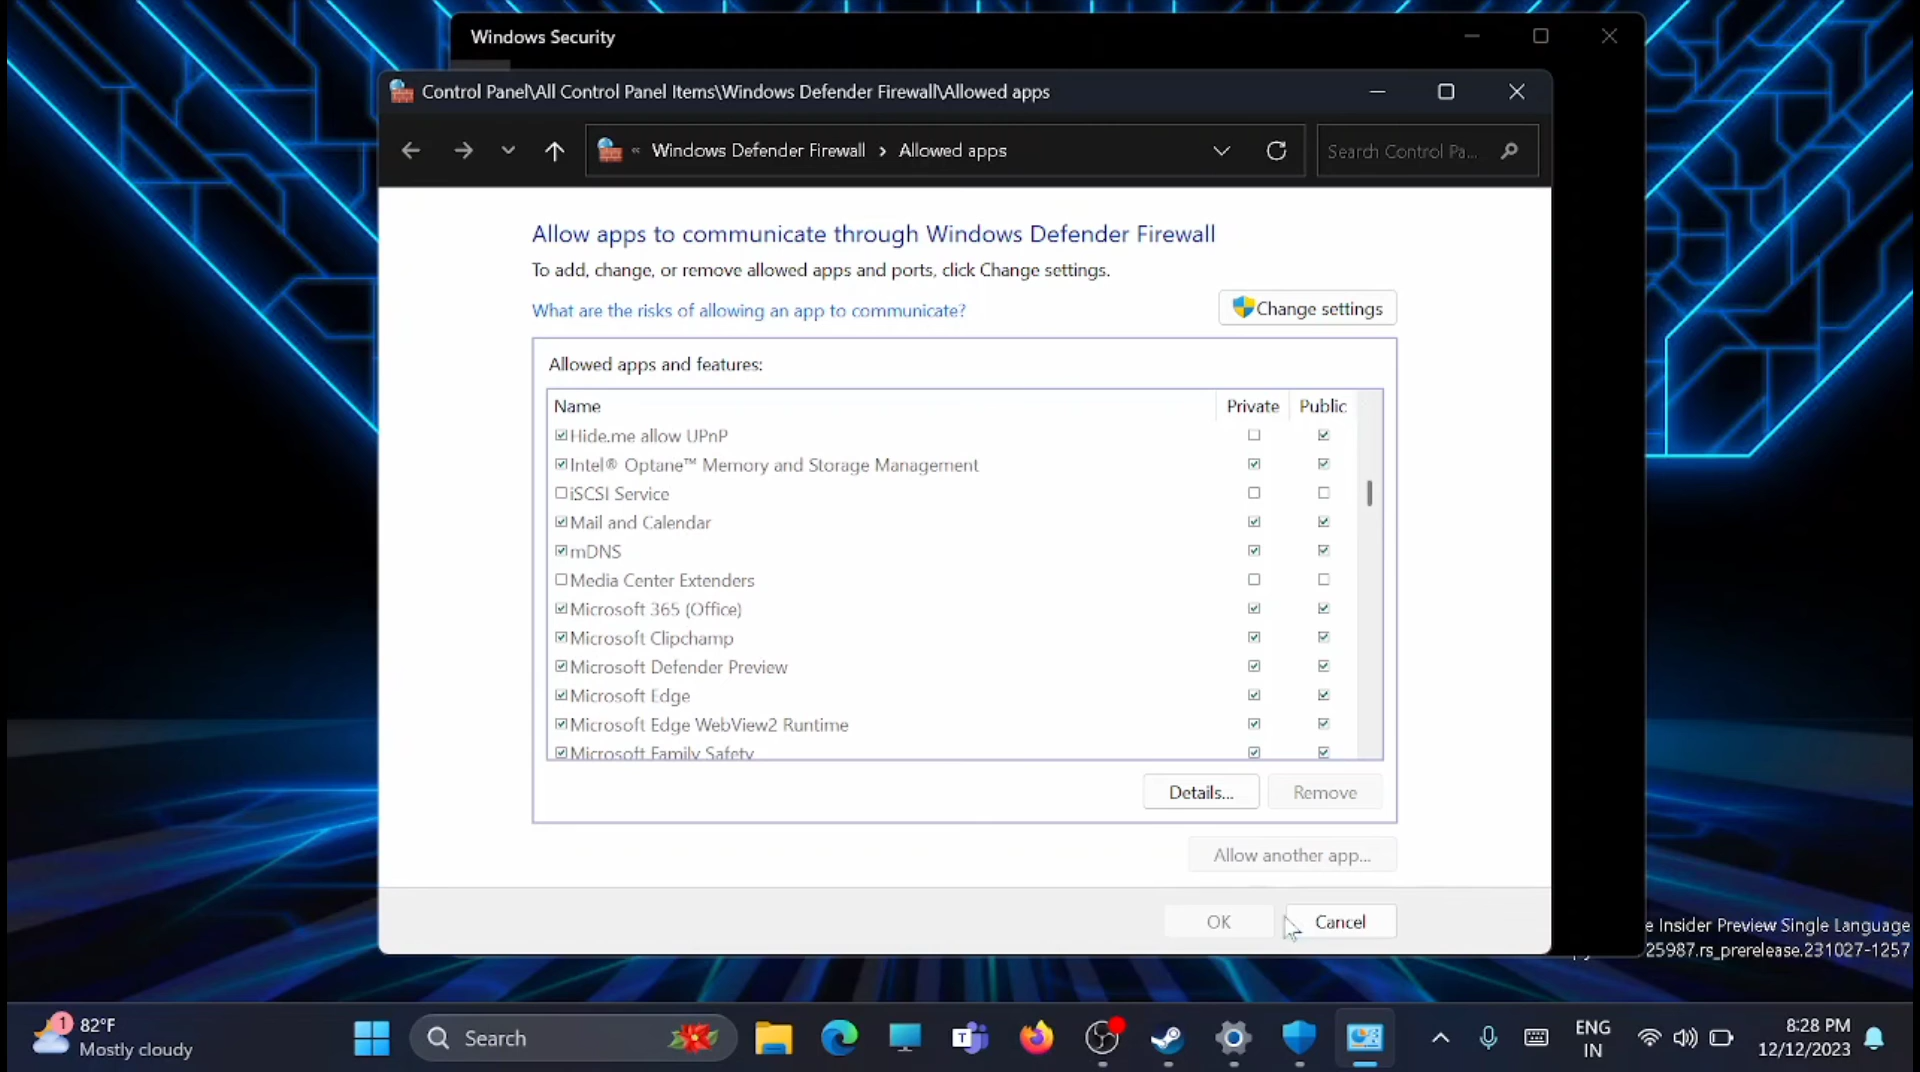 Windows Security
Control Panel\All Control Panel Items\Windows Defender Firewall\Allowed apps
« Windows Defender Firewall › Allowed apps
Search Control Pa...
Allow apps to communicate through Windows Defender Firewall
To add, change, or remove allowed apps and ports, click Change settings.
What are the risks of allowing an app to communicate?
Change settings
Allowed apps and features:
Name Private Public
Hide.me allow UPnP
Intel® Optane™ Memory and Storage Management
iSCSI Service
Mail and Calendar
mDNS
Media Center Extenders
Microsoft 365 (Office)
Microsoft Clipchamp
Microsoft Defender Preview
Microsoft Edge
Microsoft Edge WebView2 Runtime
Microsoft Family Safety
Details... Remove
Allow another app...
OK Cancel
e Insider Preview Single Language
25987.rs_prerelease.231027-1257
1
82°F
Mostly cloudy
Search
T
ENG
IN
8:28 PM
12/12/2023